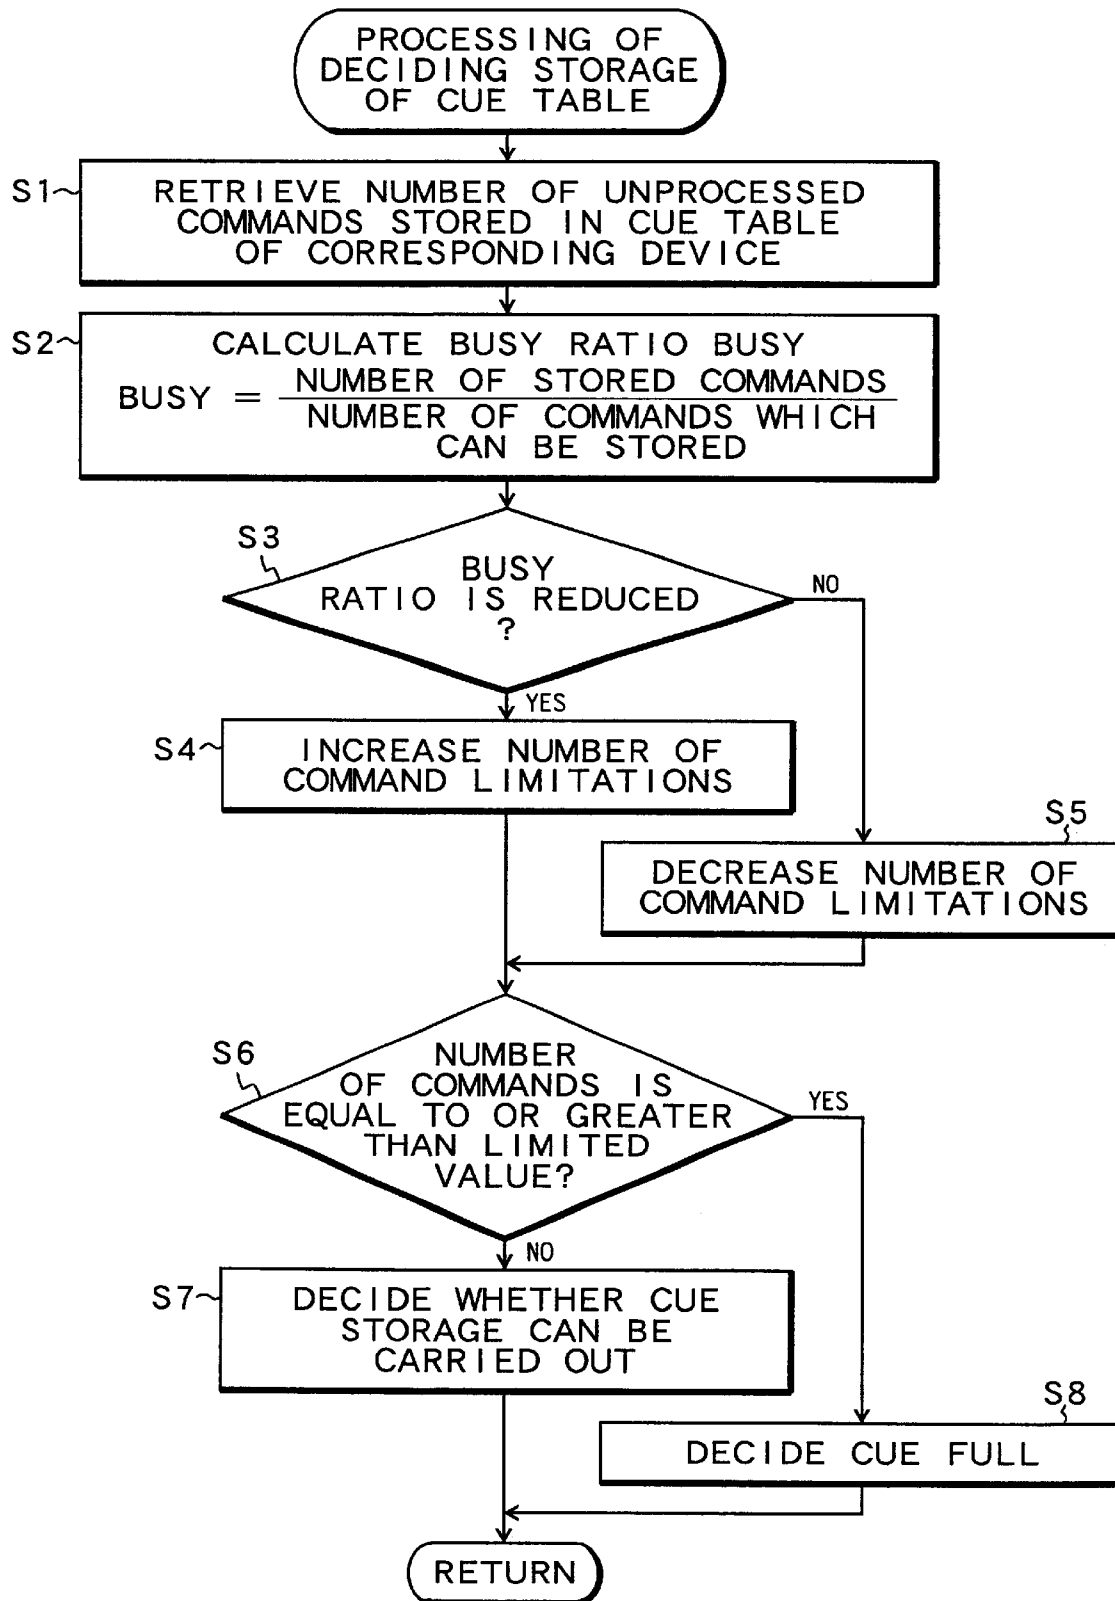 PROCESSING OF
DECIDING STORAGE
OF CUE TABLE
S1
RETRIEVE NUMBER OF UNPROCESSED
COMMANDS STORED IN CUE TABLE
OF CORRESPONDING DEVICE
S2
CALCULATE BUSY RATIO BUSY
BUSY =
NUMBER OF STORED COMMANDS
NUMBER OF COMMANDS WHICH
CAN BE STORED
S3
BUSY
RATIO IS REDUCED
?
NO
YES
S4
INCREASE NUMBER OF
COMMAND LIMITATIONS
S5
DECREASE NUMBER OF
COMMAND LIMITATIONS
S6
NUMBER
OF COMMANDS IS
EQUAL TO OR GREATER
THAN LIMITED
VALUE?
YES
NO
S7
DECIDE WHETHER CUE
STORAGE CAN BE
CARRIED OUT
S8
DECIDE CUE FULL
RETURN